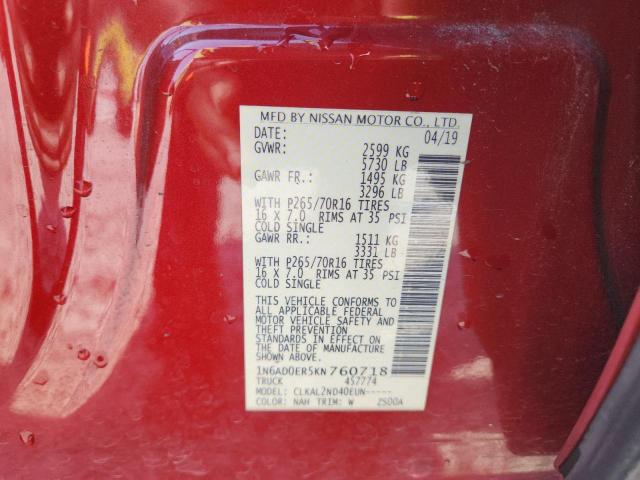 MFD BY NISSAN MOTOR CO., LTD.
DATE: 04/19
GVWR: 2599 KG
5730 LB
GAWR FR.: 1495 KG
3296 LB
WITH P265/70R16 TIRES
16 X 7.0 RIMS AT 35 PSI
COLD SINGLE
GAWR RR.: 1511 KG
3331 LB
WITH P265/70R16 TIRES
16 X 7.0 RIMS AT 35 PSI
COLD SINGLE
THIS VEHICLE CONFORMS TO
ALL APPLICABLE FEDERAL
MOTOR VEHICLE SAFETY AND
THEFT PREVENTION
STANDARDS IN EFFECT ON
THE DATE OF MANUFACTURE
SHOWN ABOVE.
1N6AD0ER5KN760718
TRUCK 457774
MODEL: CLKAL2ND40EUN-----
COLOR: NAH TRIM: W 2S00A